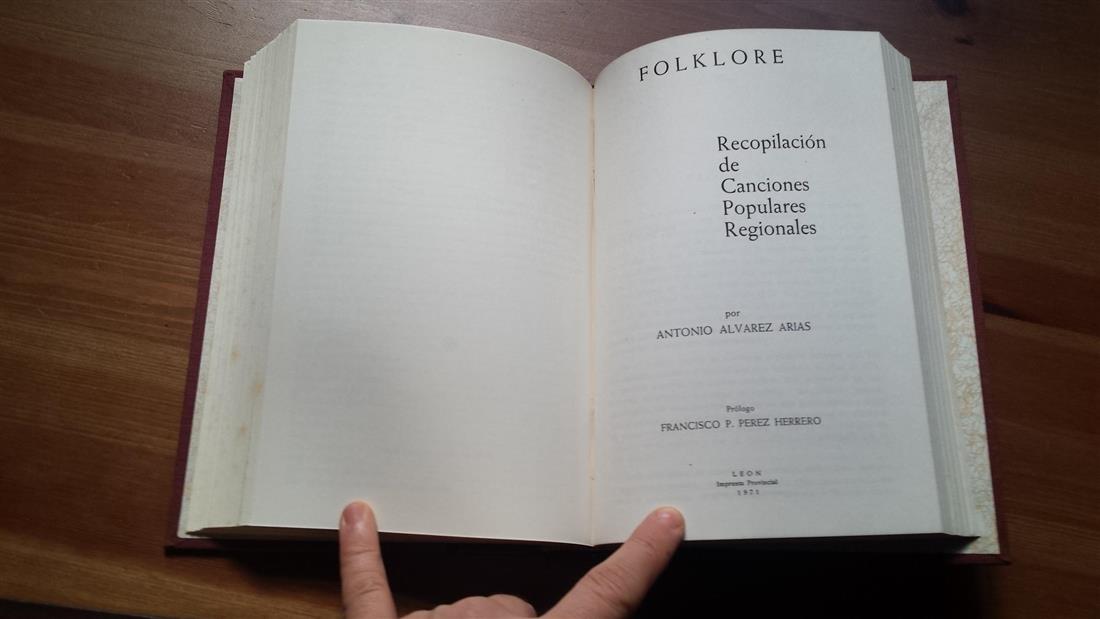 FOLKLORE
Recopilación
de
Canciones
Populares
Regionales
por
ANTONIO ALVAREZ ARIAS
Prólogo
FRANCISCO P. PEREZ HERRERO
LEON
Imprenta Provincial
1971